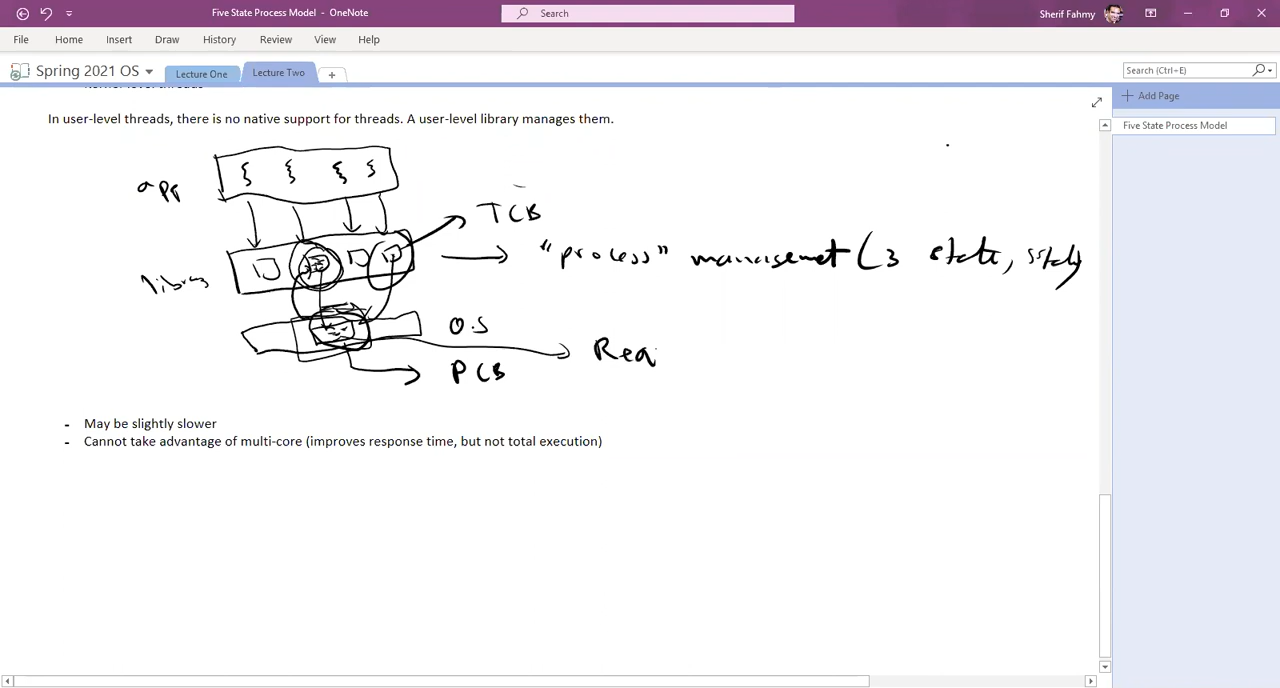 Five State Process Model - OneNote
Search
Sherif Fahmy
File Home Insert Draw History Review View Help
Spring 2021 OS
Lecture One
Lecture Two
+
Search (Ctrl+E)
Add Page
Five State Process Model
In user-level threads, there is no native support for threads. A user-level library manages them.
app
TCB
"process" management (3 state,
library
O.S
Rea
PCB
- May be slightly slower
- Cannot take advantage of multi-core (improves response time, but not total execution)